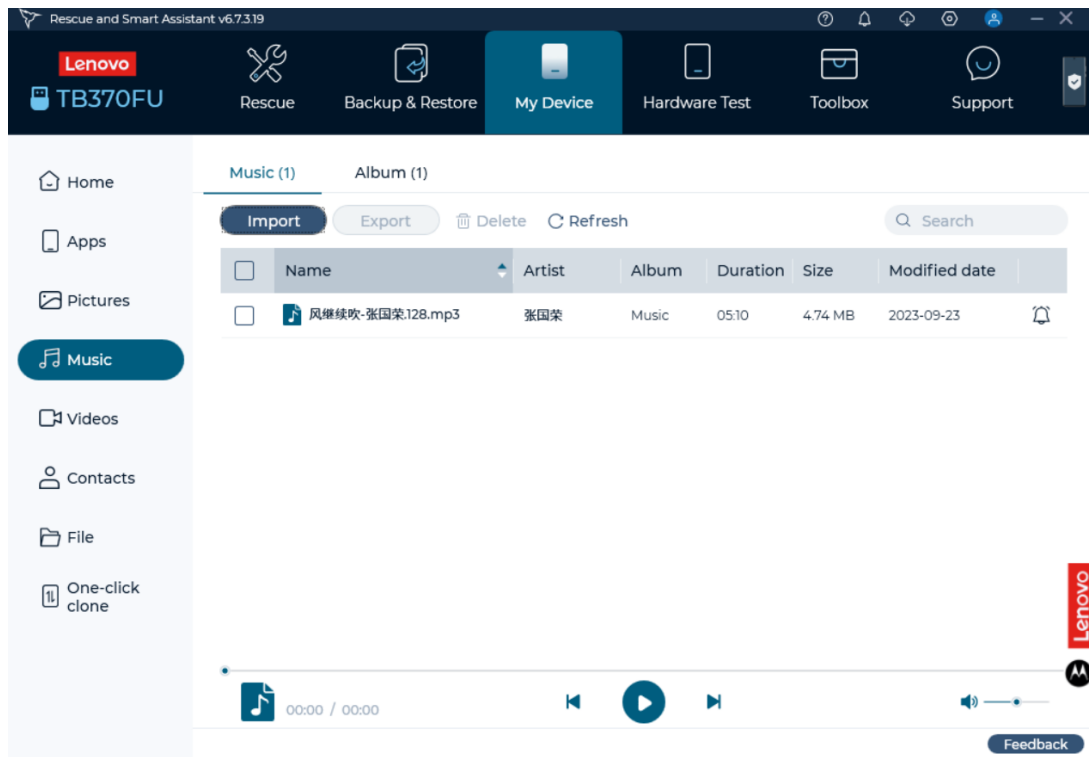 Rescue and Smart Assistant v6.7.3.19
Lenovo
TB370FU
Rescue
Backup & Restore
My Device
Hardware Test
Toolbox
Support
Home
Apps
Pictures
Music
Videos
Contacts
File
One-click
clone
Music (1) Album (1)
Import Export Delete Refresh Search
Name Artist Album Duration Size Modified date
风继续吹-张国荣.128.mp3 张国荣 Music 05:10 4.74 MB 2023-09-23
Lenovo
00:00 / 00:00
Feedback